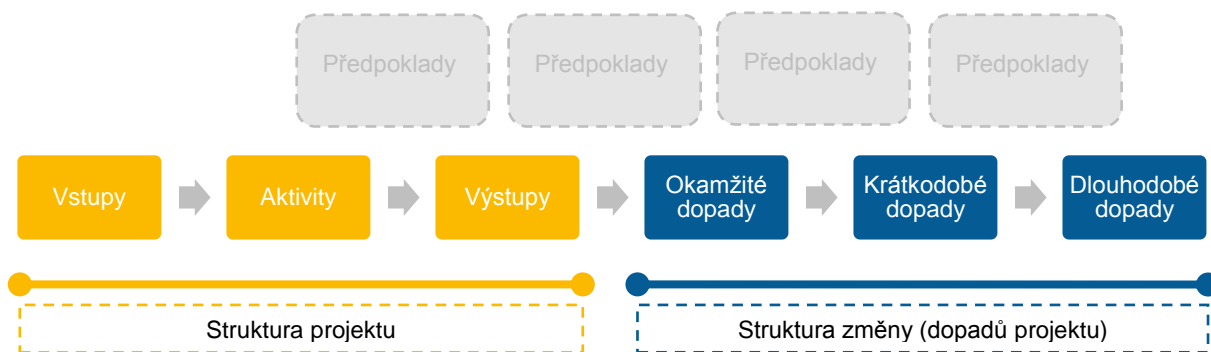 Předpoklady
Předpoklady
Předpoklady
Předpoklady
Vstupy
Aktivity
Výstupy
Okamžité
dopady
Krátkodobé
dopady
Dlouhodobé
dopady
Struktura projektu
Struktura změny (dopadů projektu)